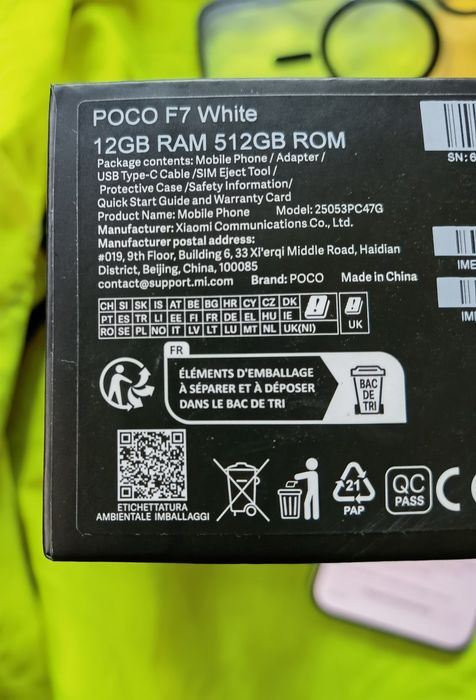 POCO F7 White
12GB RAM 512GB ROM
Package contents: Mobile Phone / Adapter /
USB Type-C Cable /SIM Eject Tool /
Protective Case /Safety Information/
Quick Start Guide and Warranty Card
Product Name: Mobile Phone Model: 25053PC47G
Manufacturer: Xiaomi Communications Co., Ltd.
Manufacturer postal address:
#019, 9th Floor, Building 6, 33 Xi'erqi Middle Road, Haidian
District, Beijing, China, 100085
contact@support.mi.com Brand: POCO Made in China
SN: 6
IME
IM
CH SI SK IS AT BE BG HR CY CZ DK
PT ES TR LI EE FI FR DE EL HU IE
RO SE PL NO IT LV LT LU MT NL UK(NI)
UK
FR
ÉLÉMENTS D'EMBALLAGE
À SÉPARER ET À DÉPOSER
DANS LE BAC DE TRI
BAC
DE
TRI
ETICHETTATURA
AMBIENTALE IMBALLAGGI
21
PAP
QC
PASS